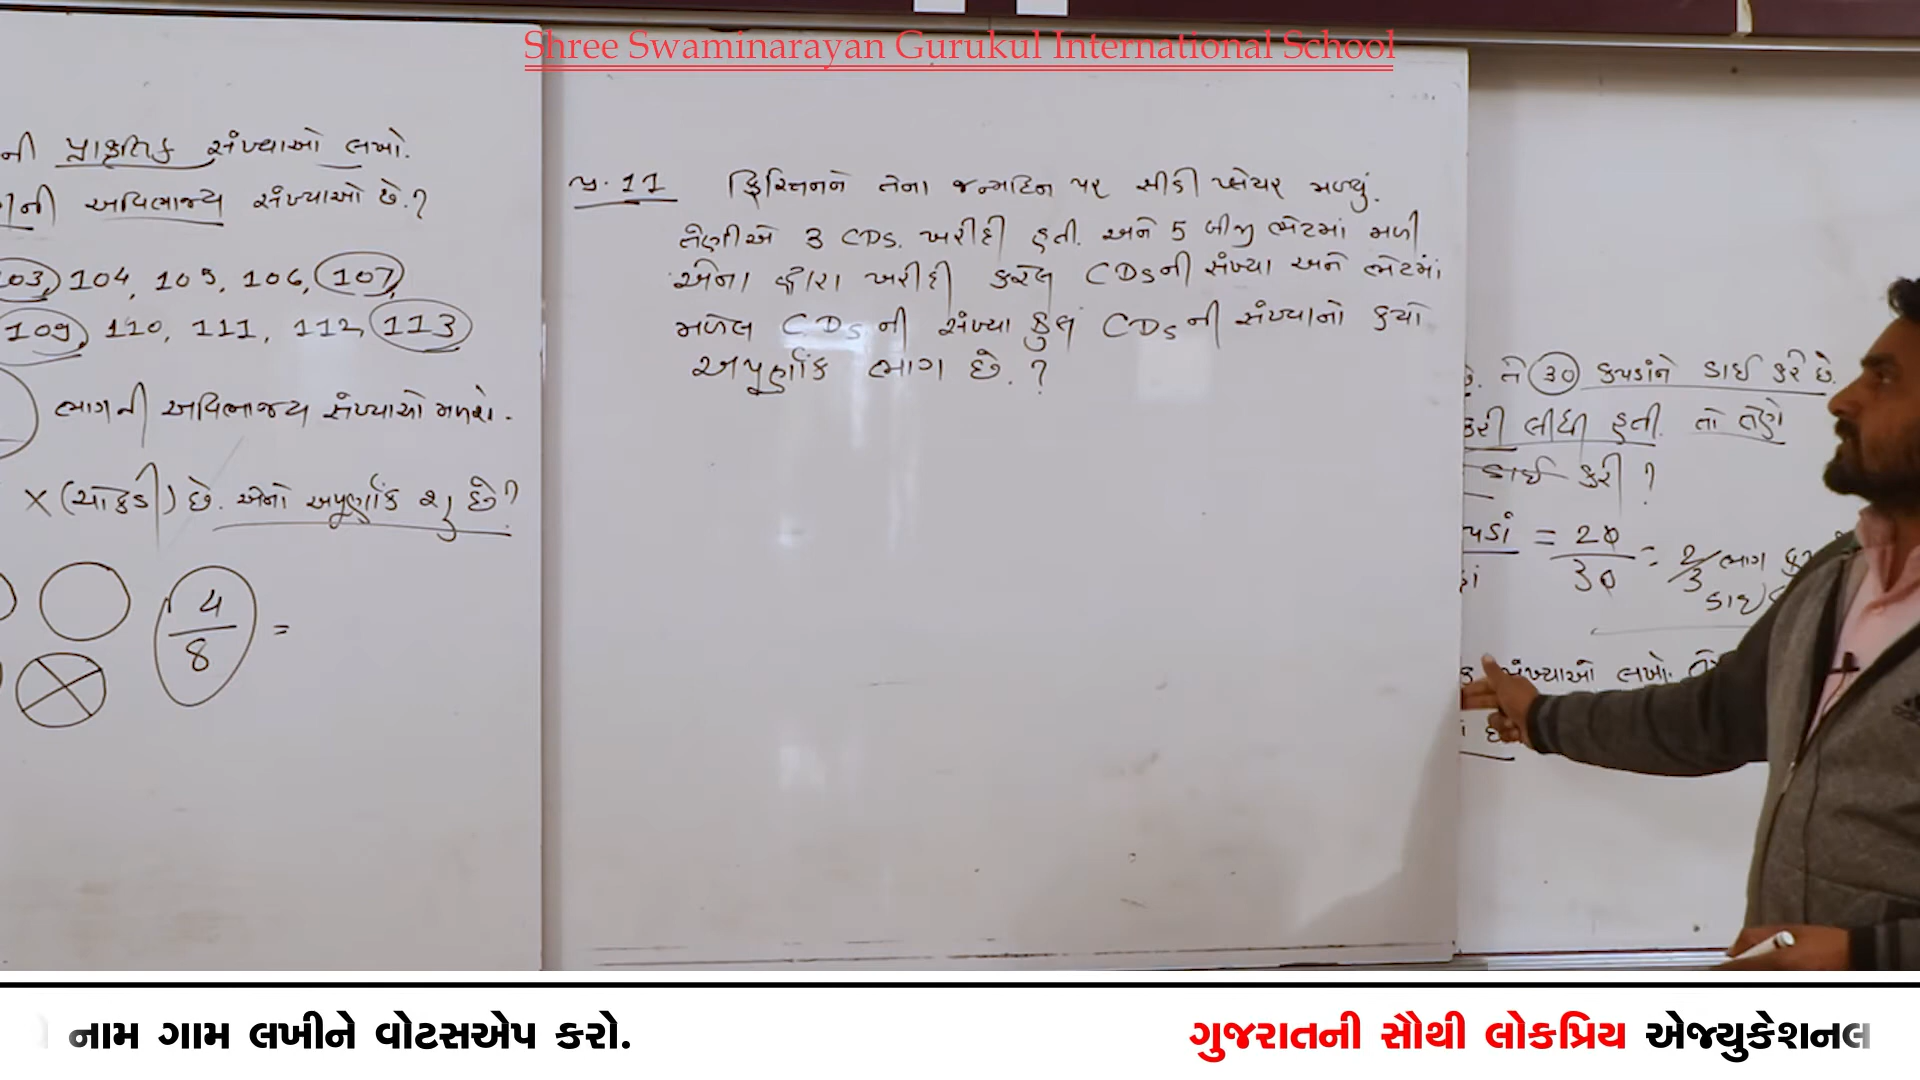 Shree Swaminarayan Gurukul International School
ની પ્રાકૃતિક સંખ્યાઓ લખો.
ની અવિભાજ્ય સંખ્યાઓ છે.?
103, 104, 105, 106, 107,
109, 110, 111, 112, 113
ભાગની અવિભાજ્ય સંખ્યાઓ મળશે.
X (ચોકડી) છે. એનો અપૂર્ણાંક શું છે?
4
8
=
પ્ર. 11 ક્રિસ્ટિનને તેના જન્મદિન પર સીડી પ્લેયર મળ્યું.
તેણીએ 3 CDs. ખરીદી હતી. અને 5 બીજી ભેટમાં મળી
એના દ્વારા ખરીદી કરેલ CDsની સંખ્યા અને ભેટમાં
મળેલ CDs ની સંખ્યા કુલ CDsની સંખ્યાનો કયો
અપૂર્ણાંક ભાગ છે.?
છે. તે 30 કપડાંને ડાઈ કરે છે.
કરી લીધી હતી. તો તેણે
ડાઈ કરી?
= 20/30 = 2/3 ભાગ
ડાઈ
સંખ્યાઓ લખો.
નામ ગામ લખીને વોટસએપ કરો.
ગુજરાતની સૌથી લોકપ્રિય એજ્યુકેશનલ